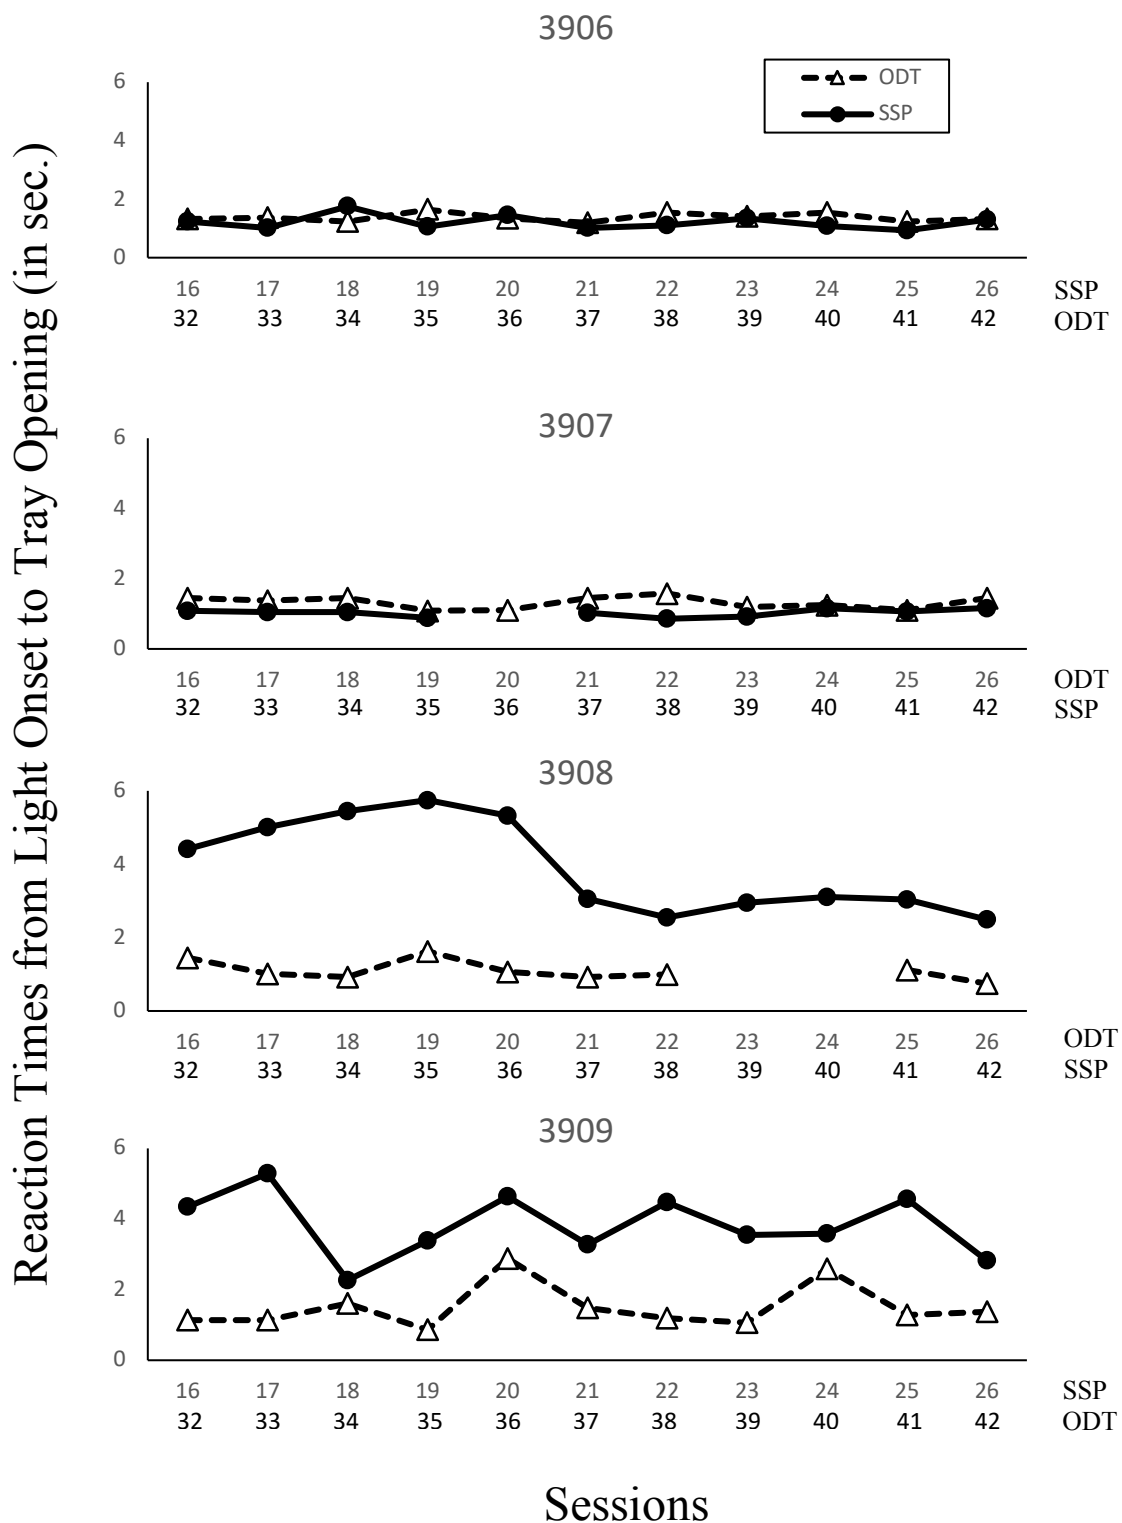 Reaction Times from Light Onset to Tray Opening (in sec.)
3906
ODT
SSP
6
4
2
0
16 17 18 19 20 21 22 23 24 25 26 SSP
32 33 34 35 36 37 38 39 40 41 42 ODT
3907
6
4
2
0
16 17 18 19 20 21 22 23 24 25 26 ODT
32 33 34 35 36 37 38 39 40 41 42 SSP
3908
6
4
2
0
16 17 18 19 20 21 22 23 24 25 26 ODT
32 33 34 35 36 37 38 39 40 41 42 SSP
3909
6
4
2
0
16 17 18 19 20 21 22 23 24 25 26 SSP
32 33 34 35 36 37 38 39 40 41 42 ODT
Sessions